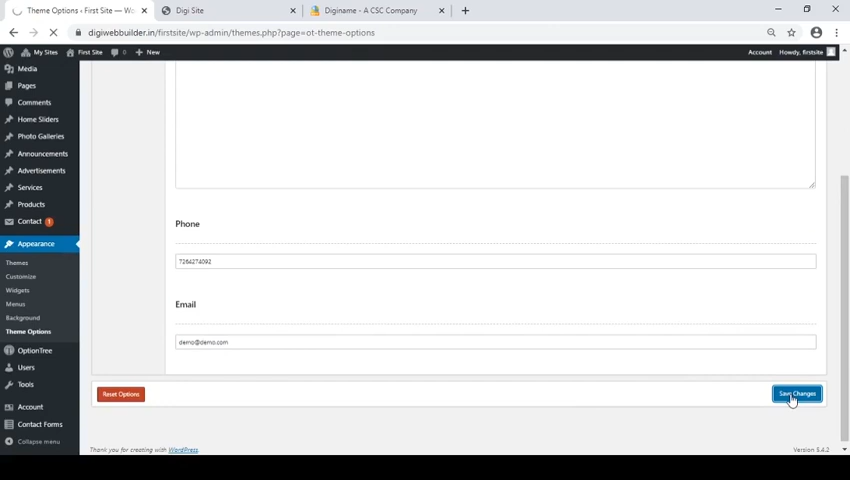 Theme Options ‹ First Site — Wo
Digi Site
Diginame - A CSC Company
digiwebbuilder.in/firstsite/wp-admin/themes.php?page=ot-theme-options
My Sites First Site 0 + New Account Howdy, firstsite
Media
Pages
Comments
Home Sliders
Photo Galleries
Announcements
Advertisements
Services
Products
Contact 1
Appearance
Themes
Customize
Widgets
Menus
Background
Theme Options
OptionTree
Users
Tools
Account
Contact Forms
Collapse menu
Phone
7264274092
Email
demo@demo.com
Reset Options
Save Changes
Thank you for creating with WordPress.
Version 5.4.2